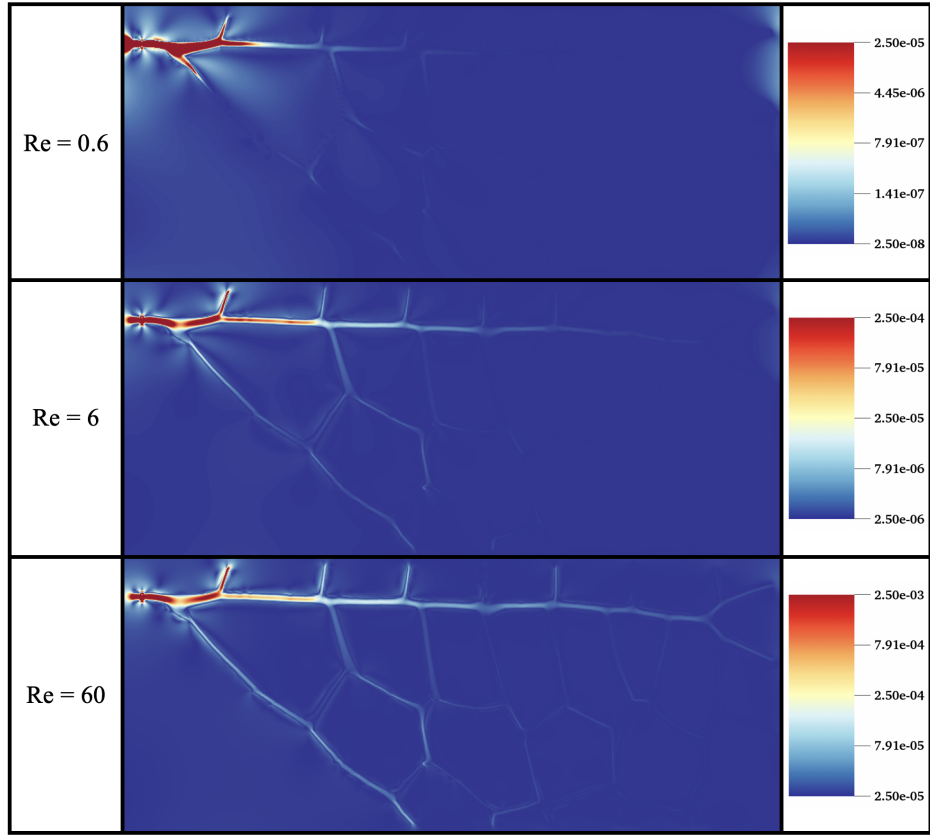 Re = 0.6
2.50e-05
4.45e-06
7.91e-07
1.41e-07
2.50e-08
Re = 6
2.50e-04
7.91e-05
2.50e-05
7.91e-06
2.50e-06
Re = 60
2.50e-03
7.91e-04
2.50e-04
7.91e-05
2.50e-05